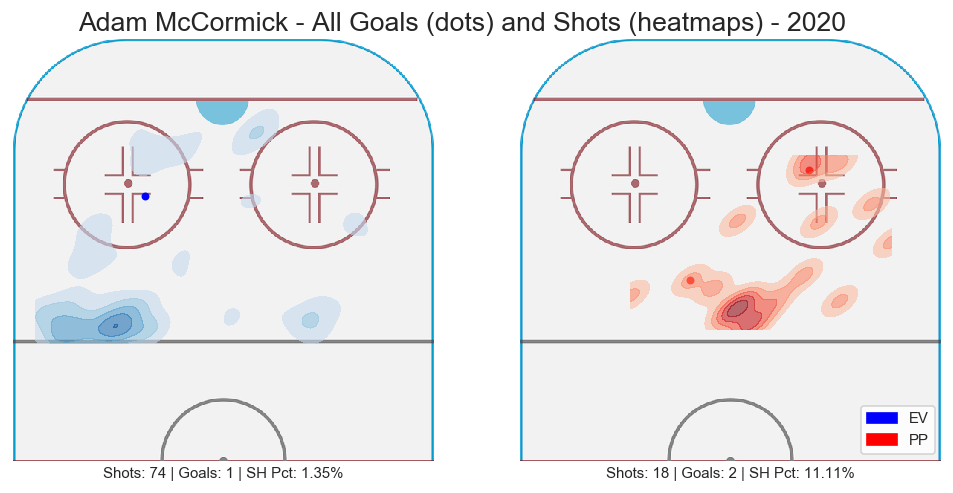 Adam McCormick - All Goals (dots) and Shots (heatmaps) - 2020
EV
PP
Shots: 74 | Goals: 1 | SH Pct: 1.35%
Shots: 18 | Goals: 2 | SH Pct: 11.11%